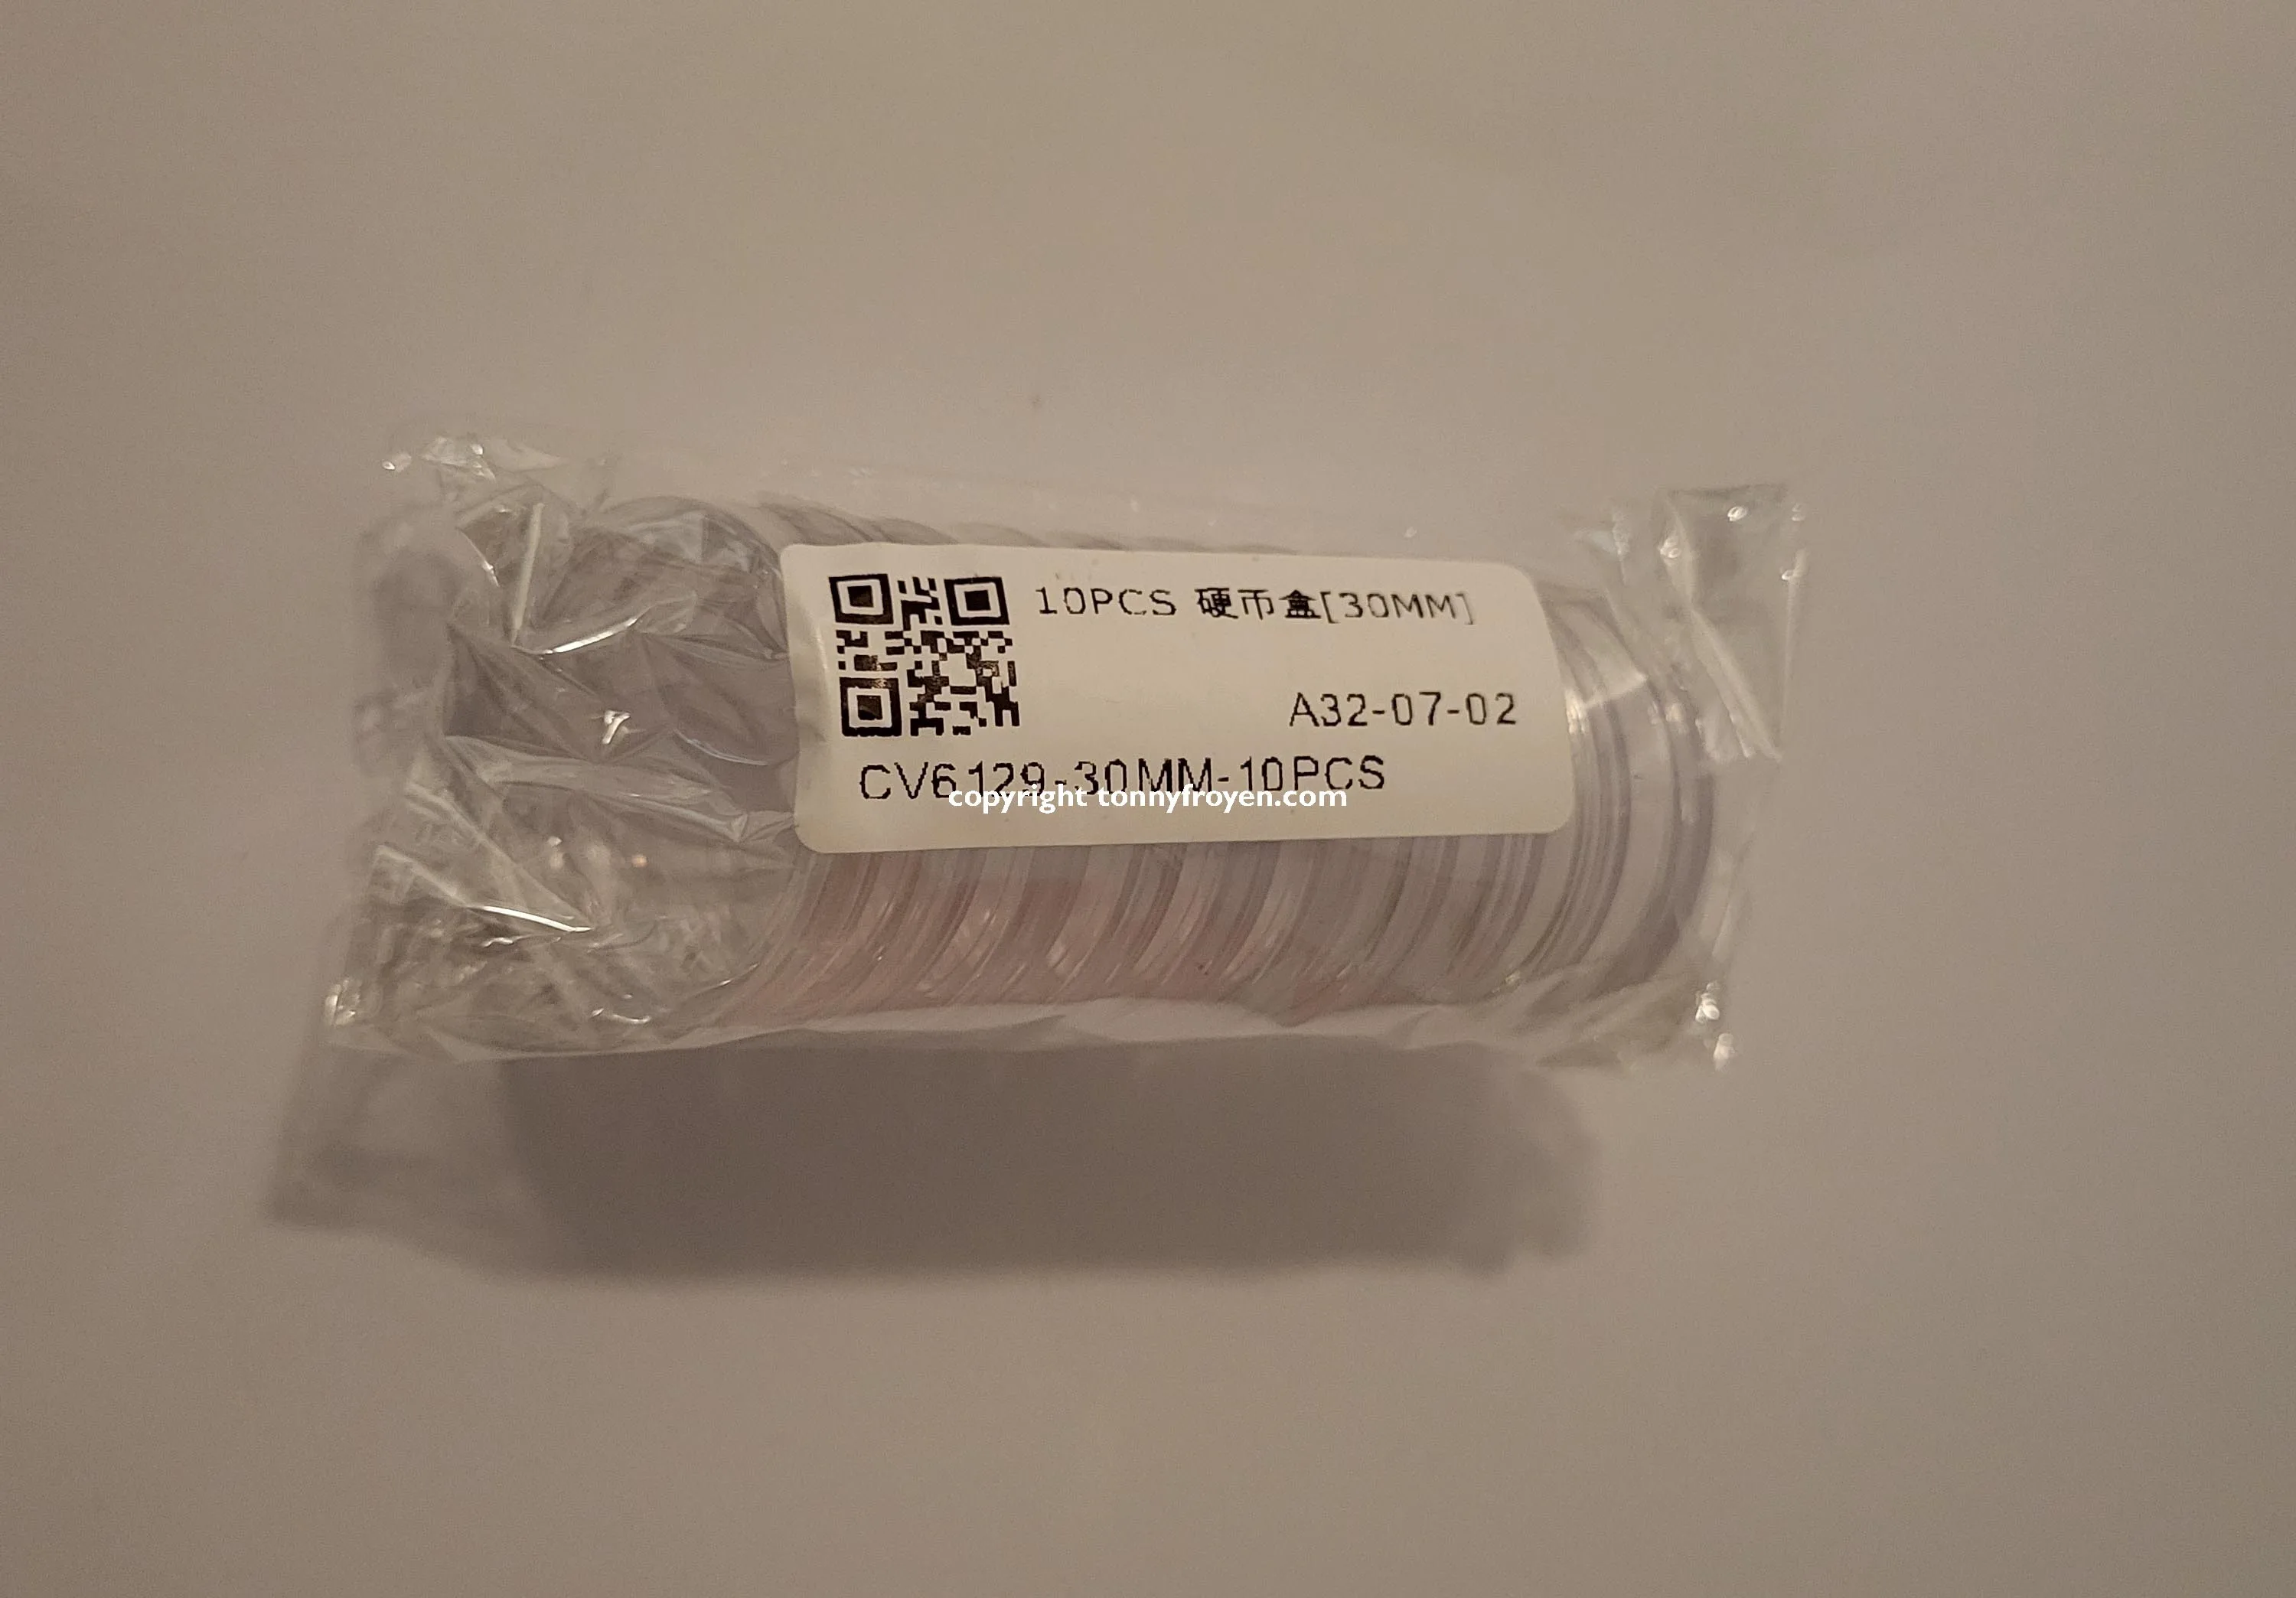 10PCS 硬币盒[30MM]
A32-07-02
CV6129-30MM-10PCS
copyright tonnyfroyen.com